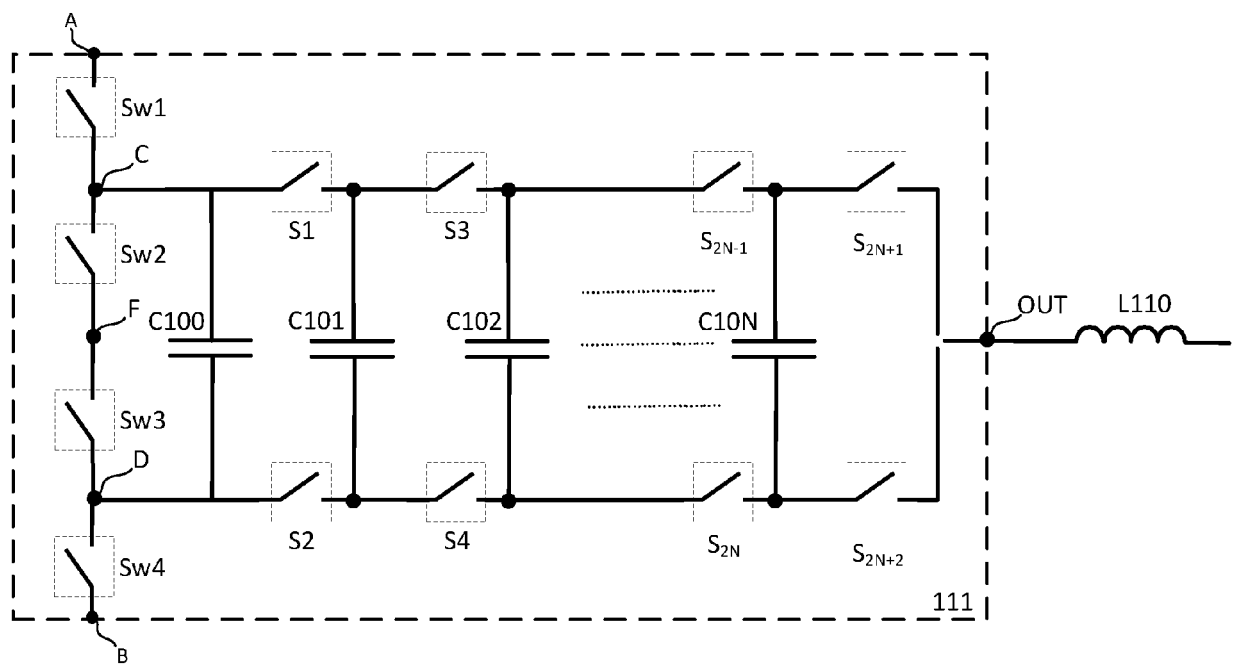 A
Sw1
C
S1
S3
S2N-1
S2N+1
Sw2
F
C100
C101
C102
C10N
OUT
L110
Sw3
D
S2
S4
S2N
S2N+2
Sw4
111
B